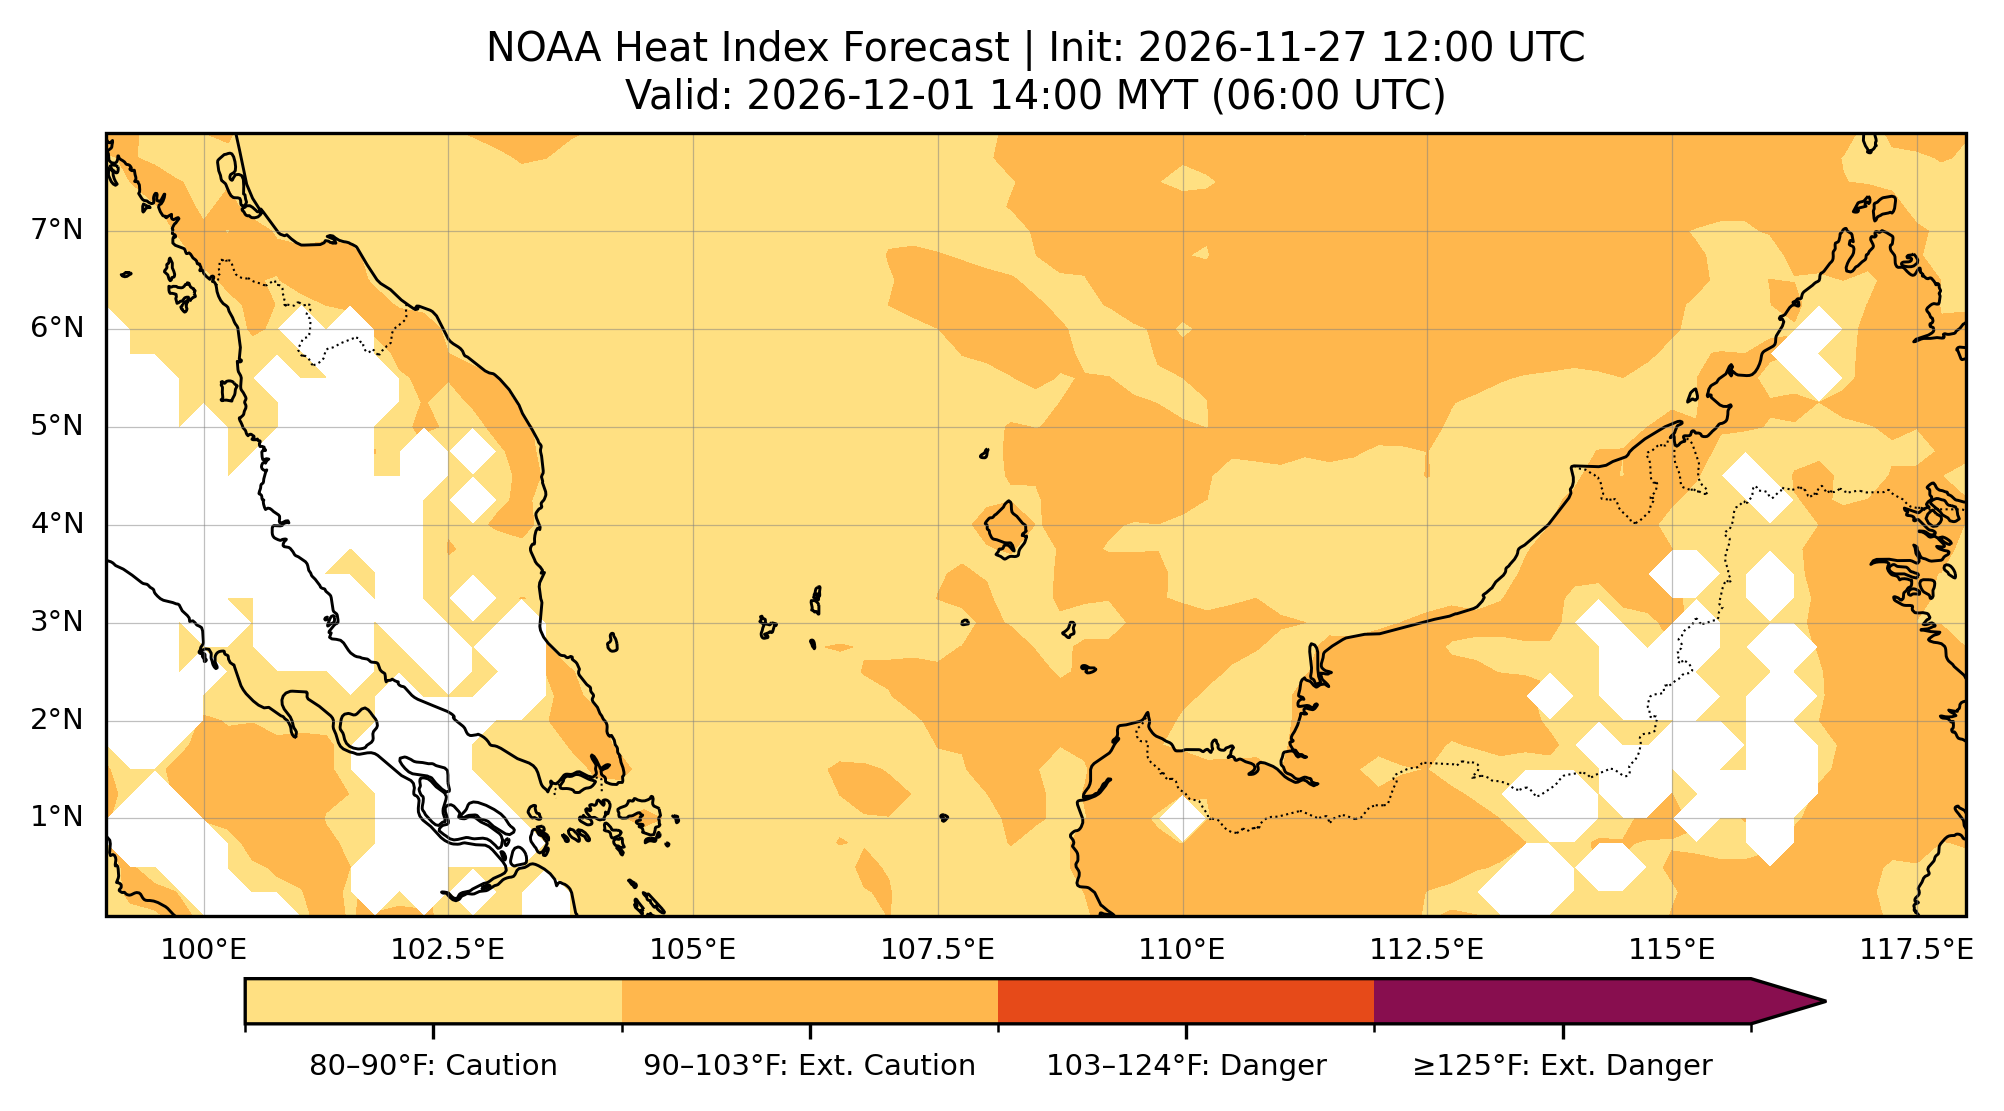 NOAA Heat Index Forecast | Init: 2026-11-27 12:00 UTC
Valid: 2026-12-01 14:00 MYT (06:00 UTC)
7°N
6°N
5°N
4°N
3°N
2°N
1°N
100°E 102.5°E 105°E 107.5°E 110°E 112.5°E 115°E 117.5°E
80–90°F: Caution 90–103°F: Ext. Caution 103–124°F: Danger ≥125°F: Ext. Danger